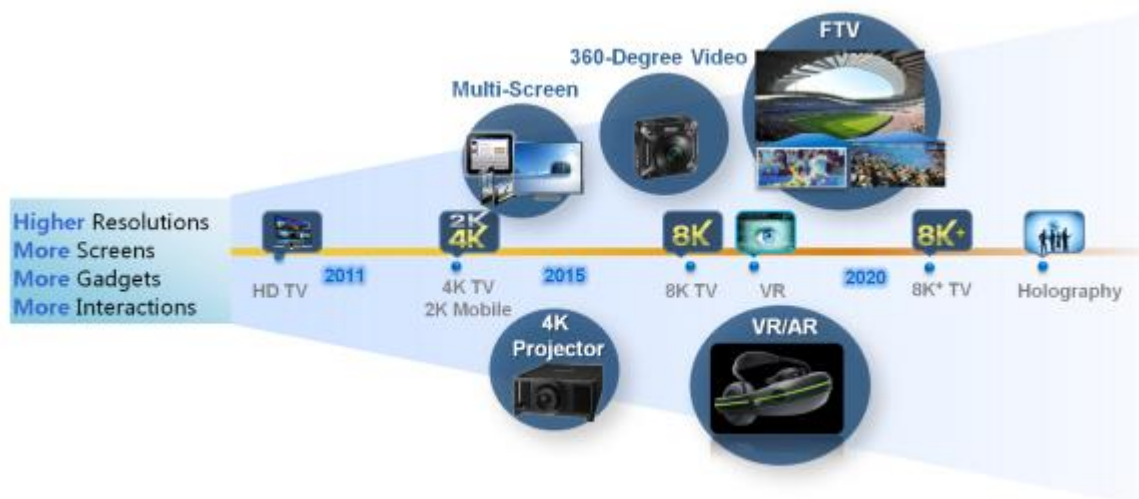 FTV
360-Degree Video
Multi-Screen
Higher Resolutions
More Screens
More Gadgets
More Interactions
2K
4K
8K
8K+
HD TV
2011
4K TV
2K Mobile
2015
8K TV
VR
2020
8K+ TV
Holography
4K
Projector
VR/AR